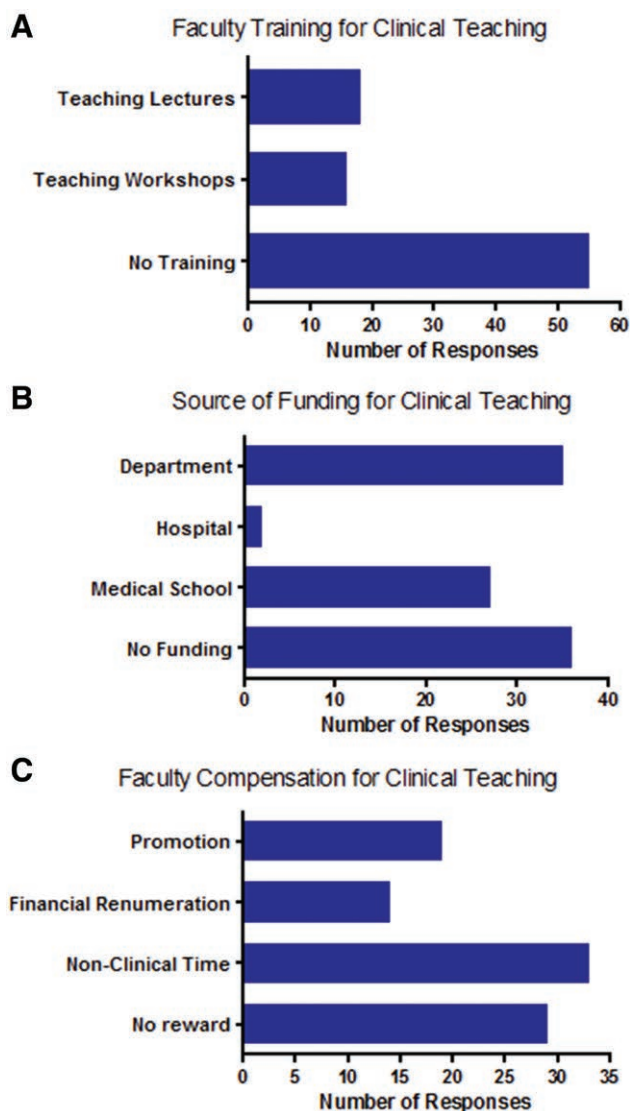 A
Faculty Training for Clinical Teaching
Teaching Lectures
Teaching Workshops
No Training
0 10 20 30 40 50 60
Number of Responses
B
Source of Funding for Clinical Teaching
Department
Hospital
Medical School
No Funding
0 10 20 30 40
Number of Responses
C
Faculty Compensation for Clinical Teaching
Promotion
Financial Renumeration
Non-Clinical Time
No reward
0 5 10 15 20 25 30 35
Number of Responses